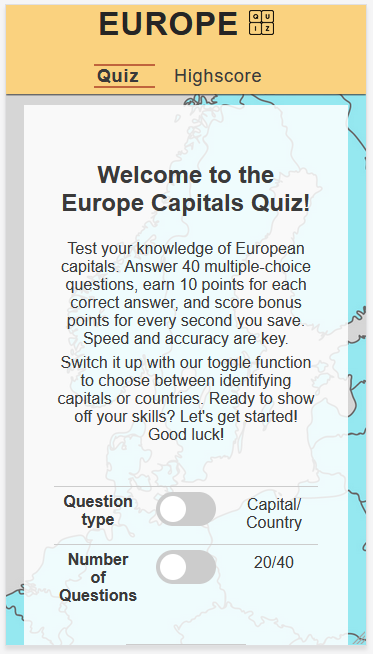 EUROPE QU IZ
Quiz Highscore
Welcome to the
Europe Capitals Quiz!
Test your knowledge of European
capitals. Answer 40 multiple-choice
questions, earn 10 points for each
correct answer, and score bonus
points for every second you save.
Speed and accuracy are key.
Switch it up with our toggle function
to choose between identifying
capitals or countries. Ready to show
off your skills? Let's get started!
Good luck!
Question
type
Capital/
Country
Number
of
Questions
20/40